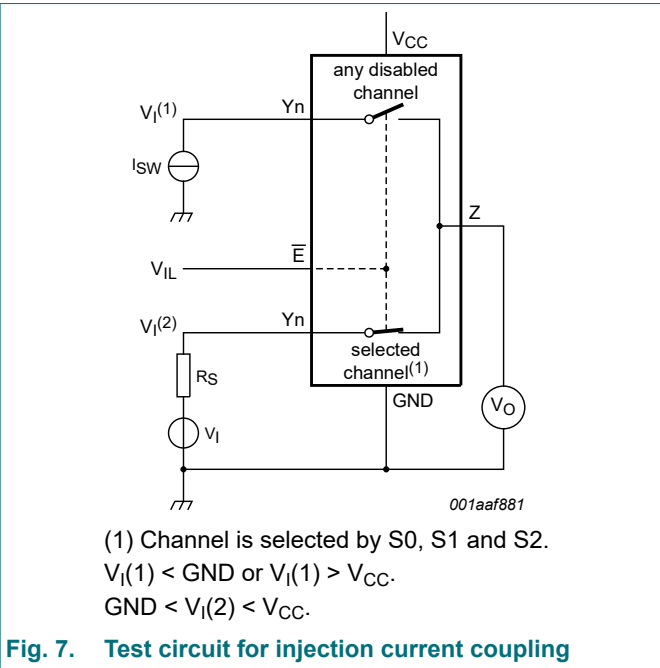 VCC
any disabled
channel
VI(1)
Yn
ISW
Z
E
VIL
VI(2)
Yn
selected
channel(1)
RS
GND
VO
VI
001aaf881
(1) Channel is selected by S0, S1 and S2.
VI(1) < GND or VI(1) > VCC.
GND < VI(2) < VCC.
Fig. 7. Test circuit for injection current coupling